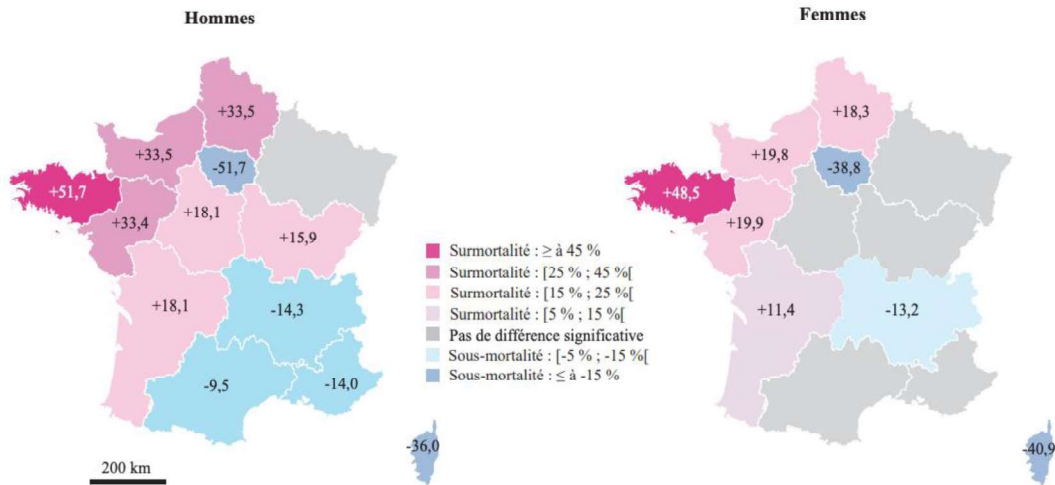 Hommes
+33,5
+33,5
-51,7
+51,7
+33,4
+18,1
+15,9
+18,1
-14,3
-9,5
-14,0
-36,0
200 km
Surmortalité : ≥ à 45 %
Surmortalité : [25 % ; 45 %[
Surmortalité : [15 % ; 25 %[
Surmortalité : [5 % ; 15 %[
Pas de différence significative
Sous-mortalité : [-5 % ; -15 %[
Sous-mortalité : ≤ à -15 %
Femmes
+18,3
+19,8
-38,8
+48,5
+19,9
+11,4
-13,2
-40,9